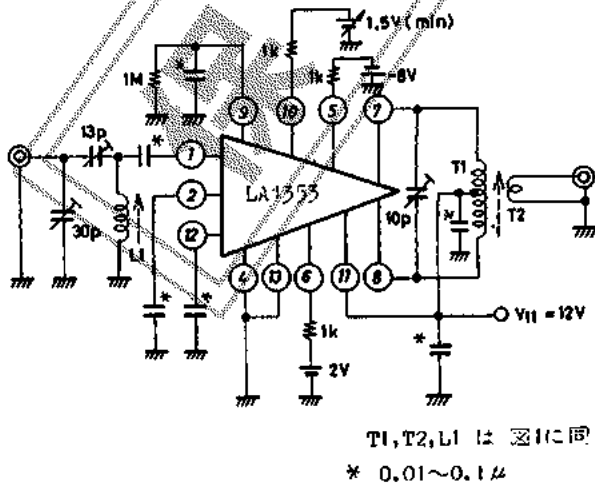 1.5V (min)
1k
1k
-8V
1M
*
9
10
5
7
13p
*
1
LA1353
T1
10p
*
T2
30p
L1
2
12
4
13
6
11
8
*
*
1k
V11 = 12V
*
2V
T1,T2,L1 は 図1に同
* 0.01〜0.1μ